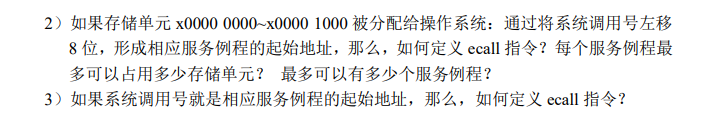 2）如果存储单元 x0000 0000~x0000 1000 被分配给操作系统：通过将系统调用号左移
8 位，形成相应服务例程的起始地址，那么，如何定义 ecall 指令？每个服务例程最
多可以占用多少存储单元？ 最多可以有多少个服务例程？
3）如果系统调用号就是相应服务例程的起始地址，那么，如何定义 ecall 指令？